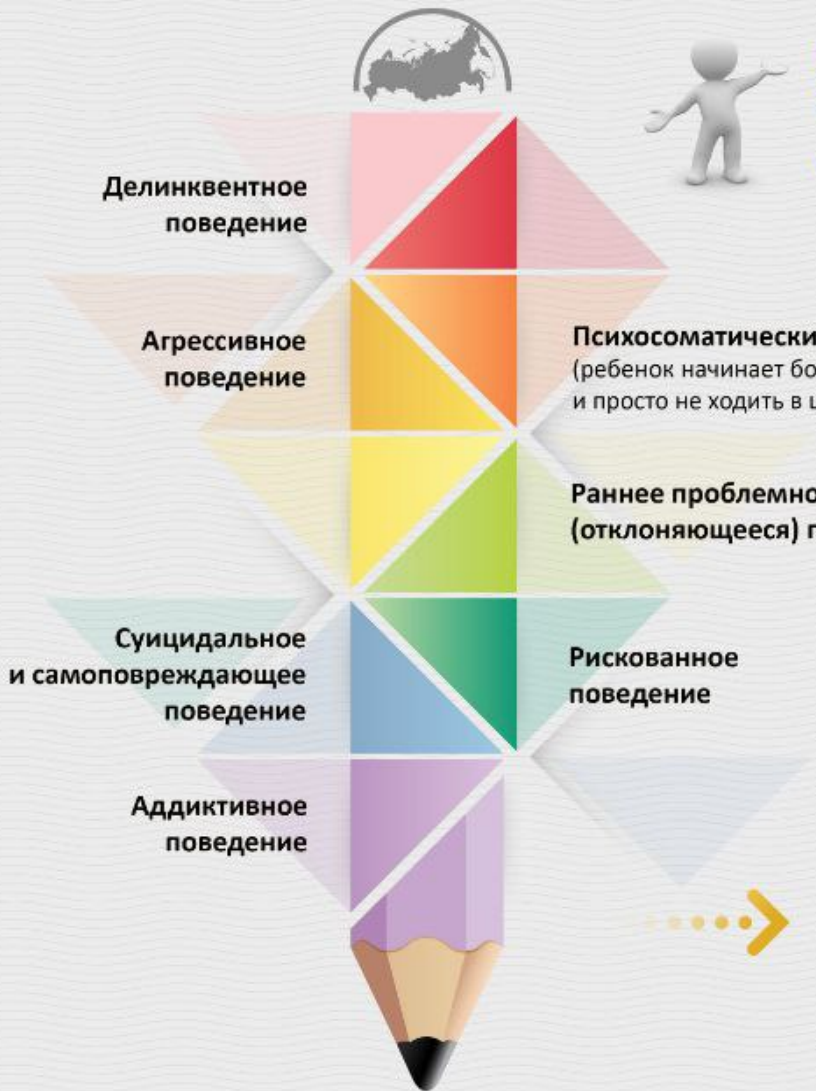 Делинквентное
поведение
Агрессивное
поведение
(ребенок начинает
и просто не ходить в
Раннее
(отклоняющееся)
Суицидальное
и самоповреждающее
поведение
Рискованное
поведение
Аддиктивное
поведение